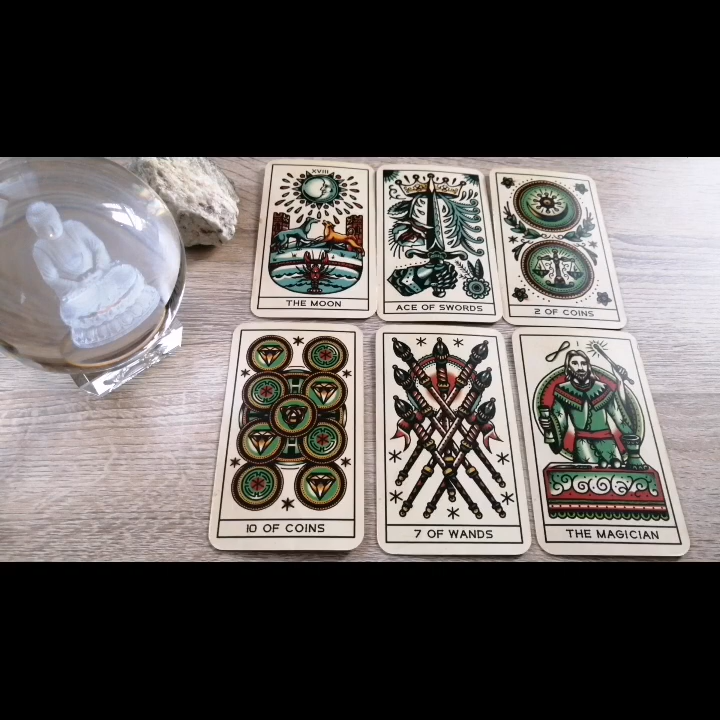 XVIII
THE MOON
ACE OF SWORDS
2 OF COINS
10 OF COINS
7 OF WANDS
I
THE MAGICIAN